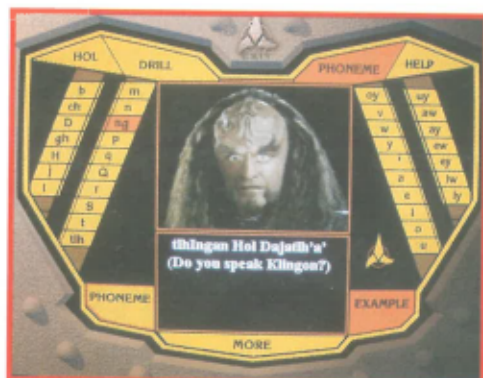 EXIT
HOL
DRILL
PHONEME
HELP
b
ch
D
gh
H
j
l
m
n
ng
p
q
Q
r
S
t
tlh
oy
v
w
y
'
a
e
I
o
u
uy
aw
ay
ew
ey
Iw
Iy
tlhIngan Hol Dajatlh'a'
(Do you speak Klingon?)
PHONEME
EXAMPLE
MORE